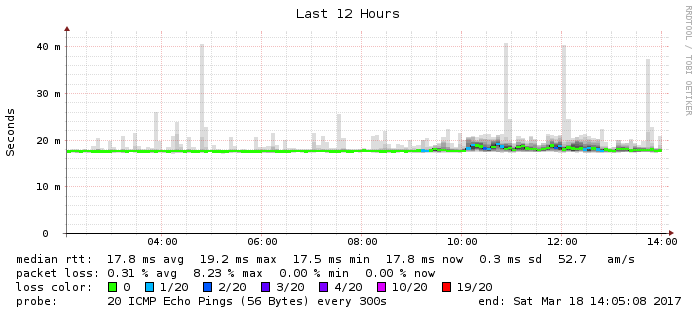 Last 12 Hours
RRDTOOL / TOBI OETIKER
Seconds
40 m
30 m
20 m
10 m
0
04:00 06:00 08:00 10:00 12:00 14:00
median rtt: 17.8 ms avg 19.2 ms max 17.5 ms min 17.8 ms now 0.3 ms sd 52.7 am/s
packet loss: 0.31 % avg 8.23 % max 0.00 % min 0.00 % now
loss color: 0 1/20 2/20 3/20 4/20 10/20 19/20
probe: 20 ICMP Echo Pings (56 Bytes) every 300s end: Sat Mar 18 14:05:08 2017